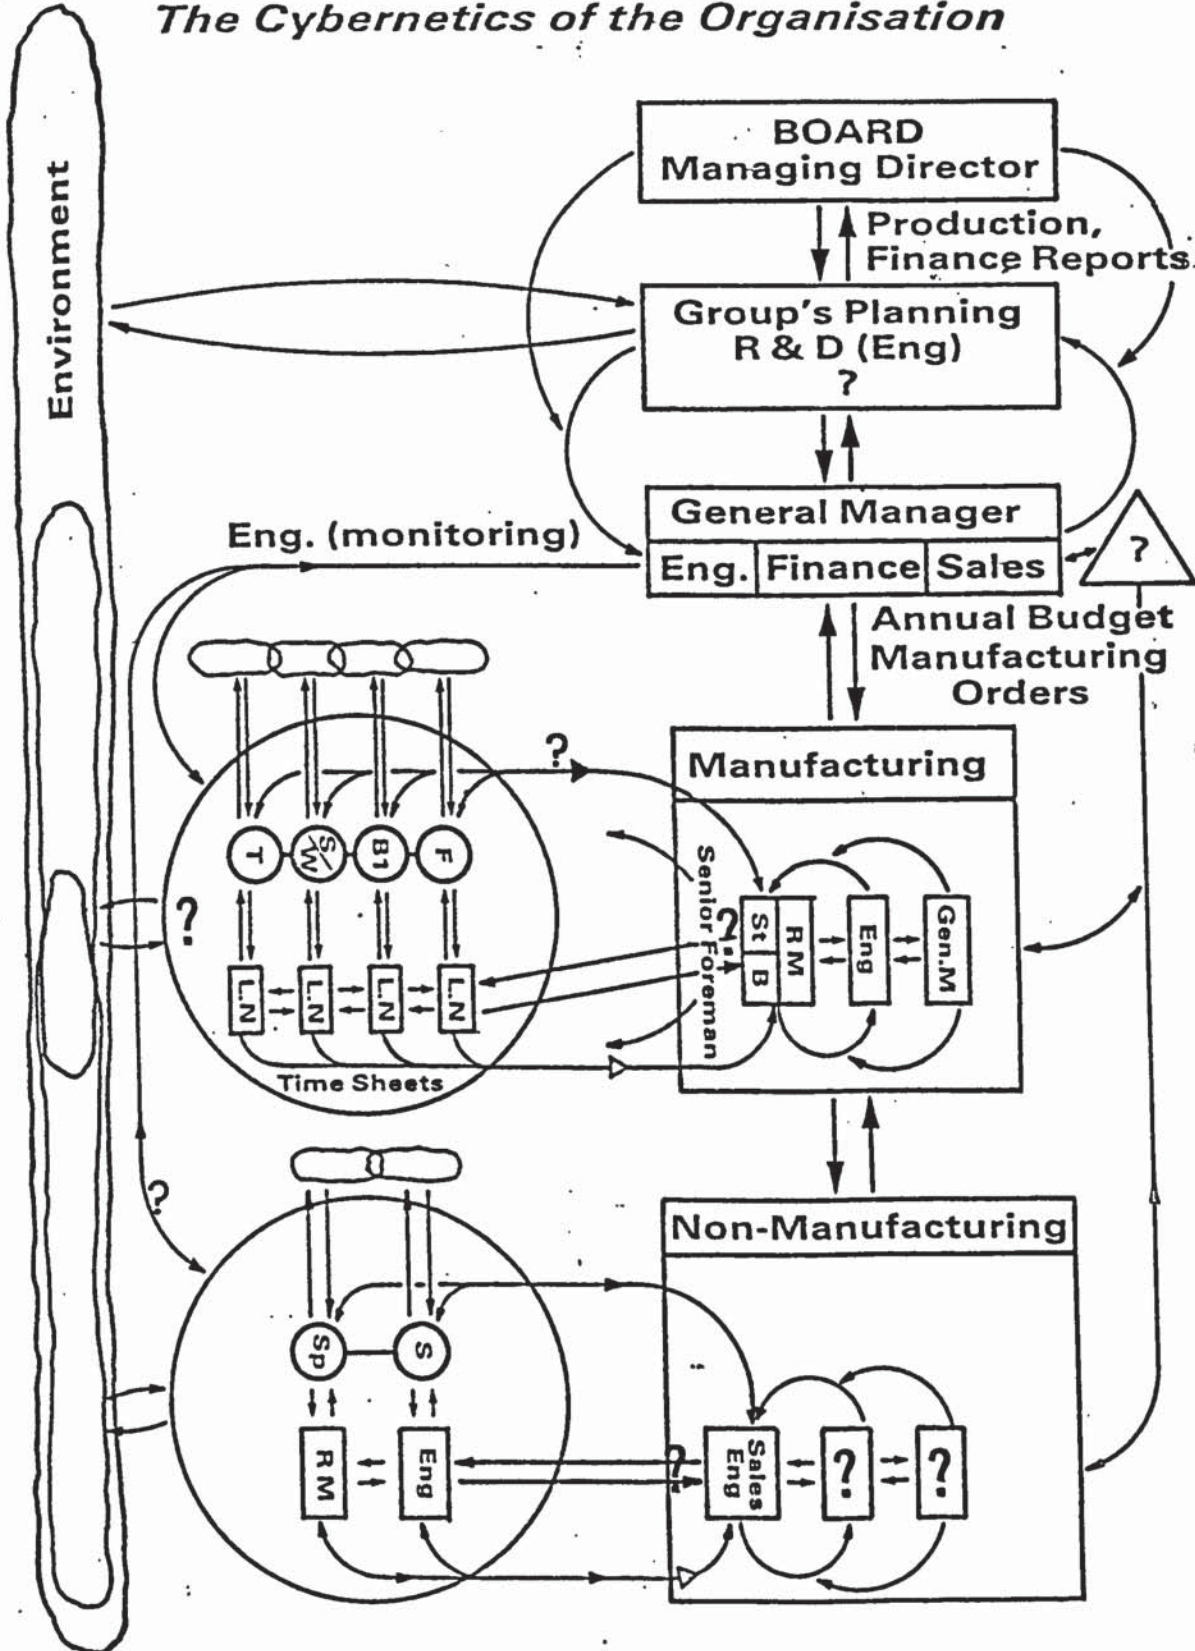 The Cybernetics of the Organisation
Environment
BOARD
Managing Director
Production,
Finance Reports.
Group's Planning
R & D (Eng)
?
General Manager
Eng. Finance Sales
?
Eng. (monitoring)
Annual Budget
Manufacturing
Orders
Manufacturing
?
T S/W B1 F
?.
L.N L.N L.N L.N
Time Sheets
Senior Foreman
?.
St B
R M
Eng
Gen.M
?
Non-Manufacturing
Sp S
R M Eng
?
Sales
Eng
?.
?.